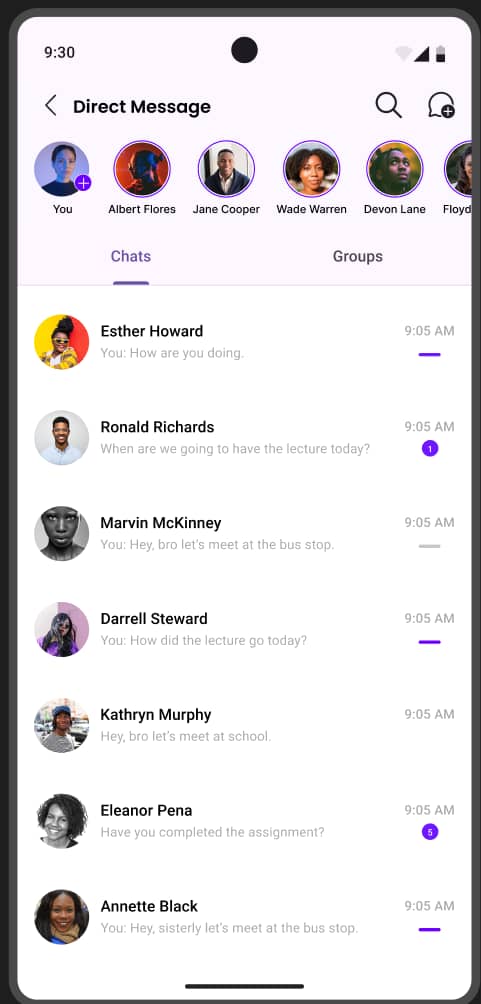 9:30
Direct Message
You
Albert Flores
Jane Cooper
Wade Warren
Devon Lane
Floyd
Chats
Groups
Esther Howard
9:05 AM
You: How are you doing.
Ronald Richards
9:05 AM
When are we going to have the lecture today?
1
Marvin McKinney
9:05 AM
You: Hey, bro let's meet at the bus stop.
Darrell Steward
9:05 AM
You: How did the lecture go today?
Kathryn Murphy
9:05 AM
Hey, bro let's meet at school.
Eleanor Pena
9:05 AM
Have you completed the assignment?
5
Annette Black
9:05 AM
You: Hey, sisterly let's meet at the bus stop.